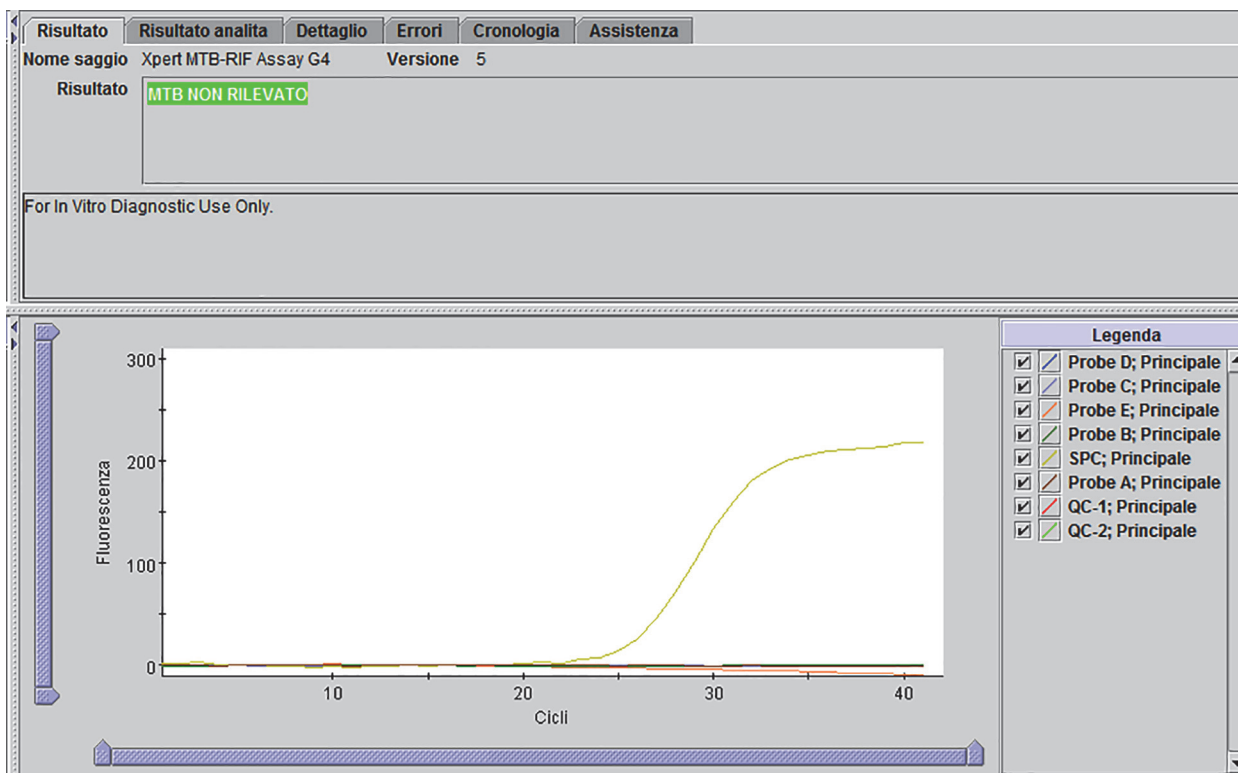 Risultato Risultato analita Dettaglio Errori Cronologia Assistenza
Nome saggio Xpert MTB-RIF Assay G4 Versione 5
Risultato MTB NON RILEVATO
For In Vitro Diagnostic Use Only.
300
200
100
0
Fluorescenza
10 20 30 40
Cicli
Legenda
Probe D; Principale
Probe C; Principale
Probe E; Principale
Probe B; Principale
SPC; Principale
Probe A; Principale
QC-1; Principale
QC-2; Principale